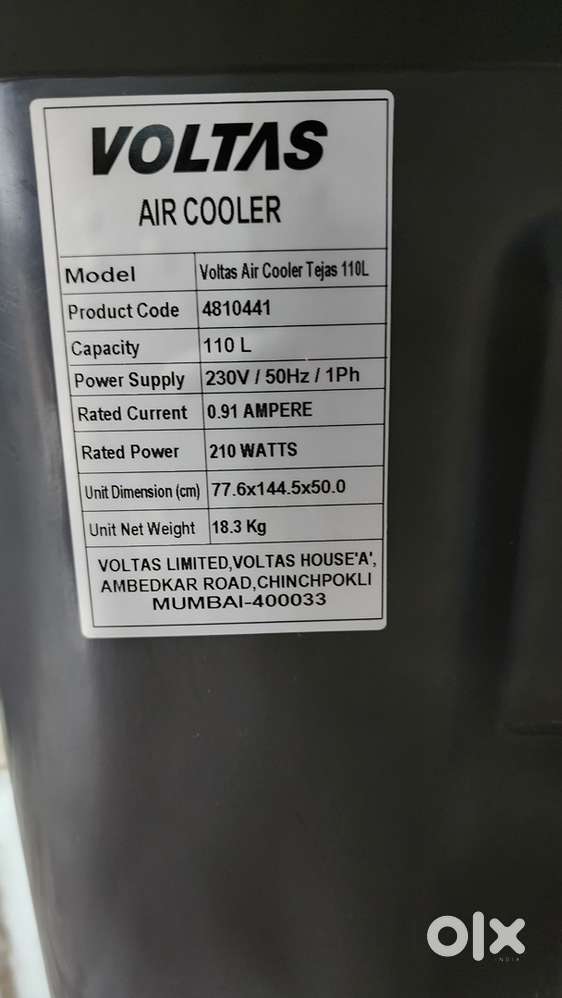 VOLTAS
AIR COOLER
Model Voltas Air Cooler Tejas 110L
Product Code 4810441
Capacity 110 L
Power Supply 230V / 50Hz / 1Ph
Rated Current 0.91 AMPERE
Rated Power 210 WATTS
Unit Dimension (cm) 77.6x144.5x50.0
Unit Net Weight 18.3 Kg
VOLTAS LIMITED,VOLTAS HOUSE'A',
AMBEDKAR ROAD,CHINCHPOKLI
MUMBAI-400033
olx
INDIA